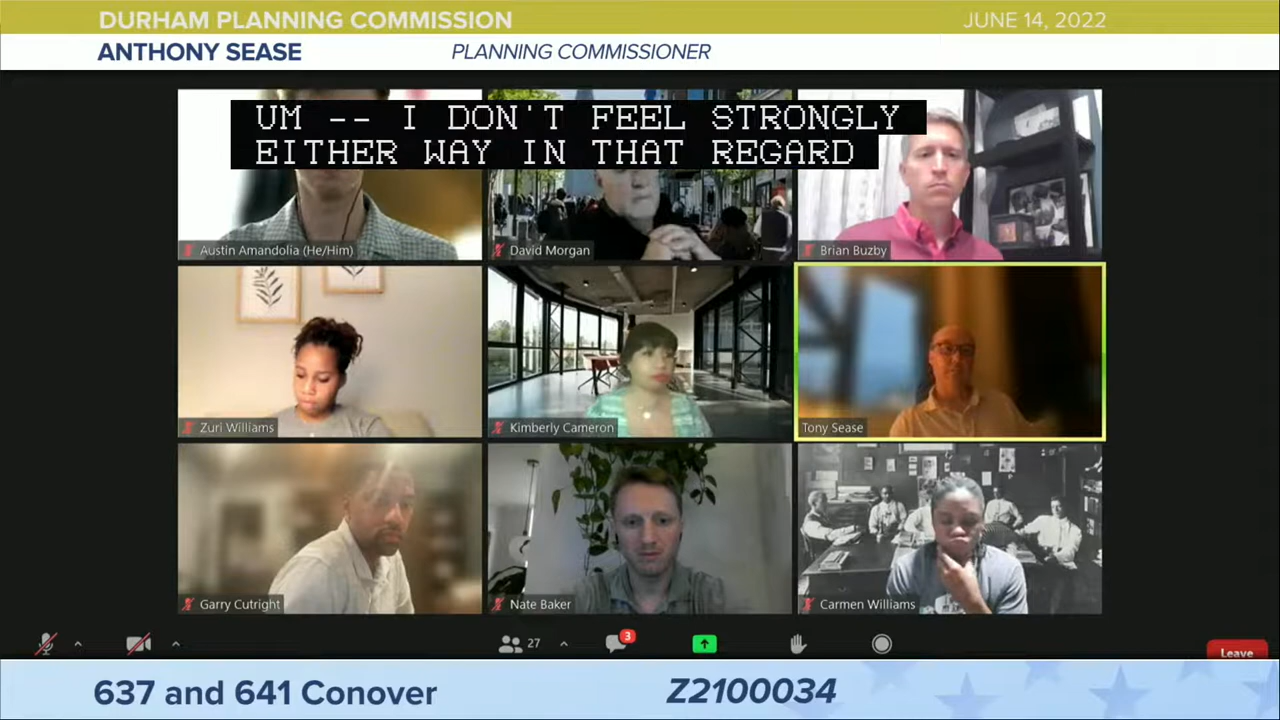 DURHAM PLANNING COMMISSION
JUNE 14, 2022
ANTHONY SEASE
PLANNING COMMISSIONER
UM -- I DON'T FEEL STRONGLY
EITHER WAY IN THAT REGARD
Austin Amandolia (He/Him)
David Morgan
Brian Buzby
Zuri Williams
Kimberly Cameron
Tony Sease
Garry Cutright
Nate Baker
Carmen Williams
27
3
Leave
637 and 641 Conover
Z2100034